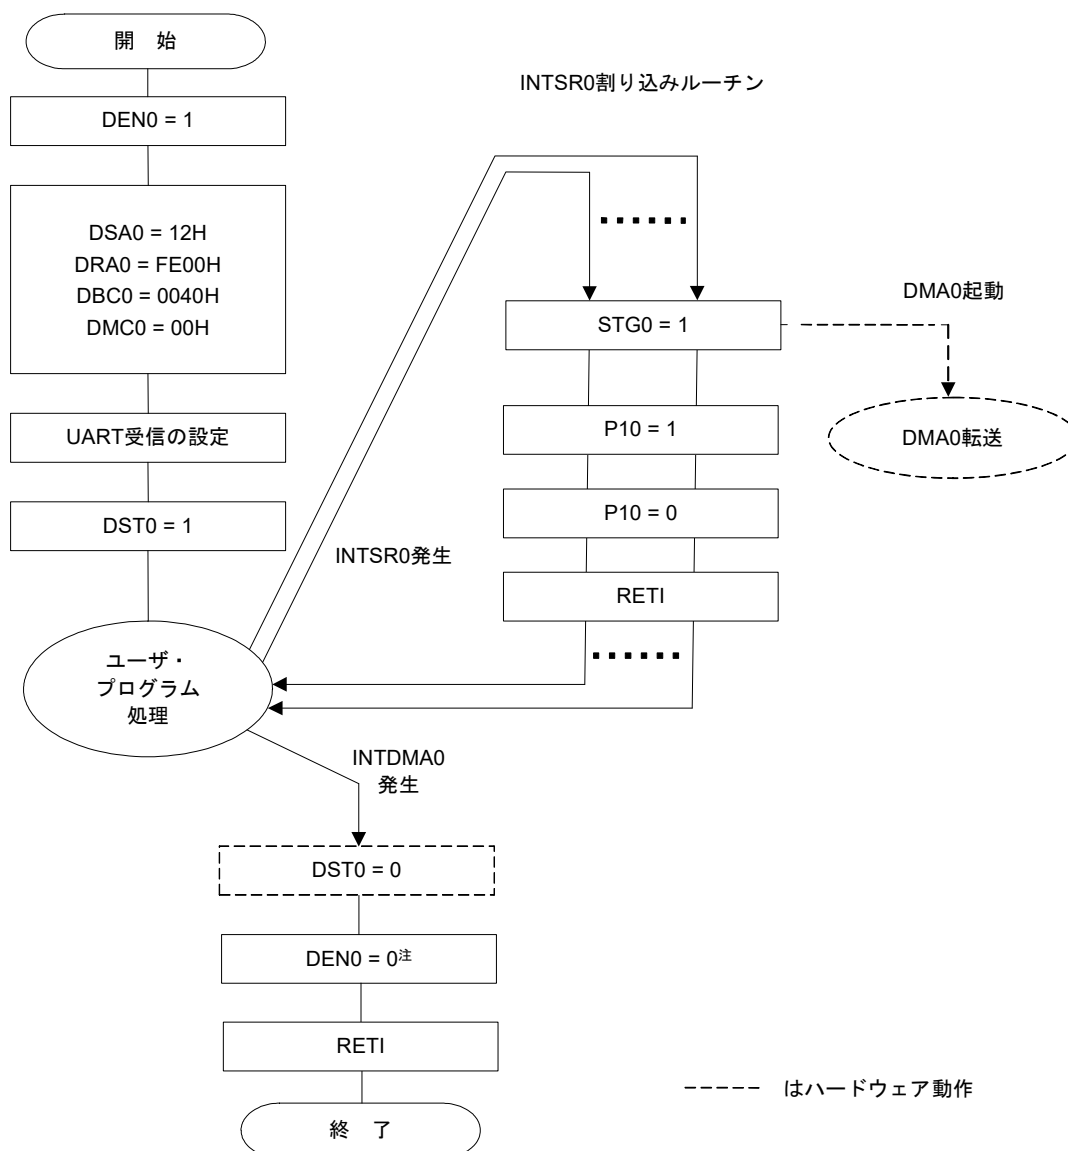 開 始
DEN0 = 1
DSA0 = 12H
DRA0 = FE00H
DBC0 = 0040H
DMC0 = 00H
UART受信の設定
DST0 = 1
ユーザ・
プログラム
処理
INTSR0割り込みルーチン
INTSR0発生
STG0 = 1
P10 = 1
P10 = 0
RETI
DMA0起動
DMA0転送
INTDMA0
発生
DST0 = 0
DEN0 = 0注
RETI
終 了
----- はハードウェア動作